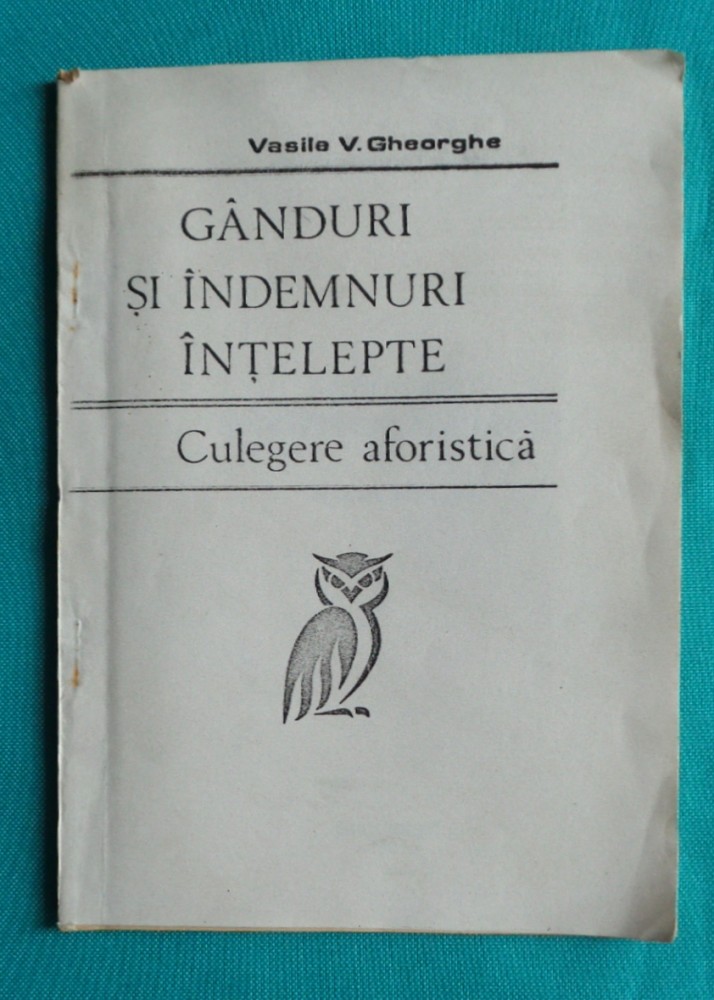 Vasile V. Gheorghe
GÂNDURI
ȘI ÎNDEMNURI
ÎNȚELEPTE
Culegere aforistică